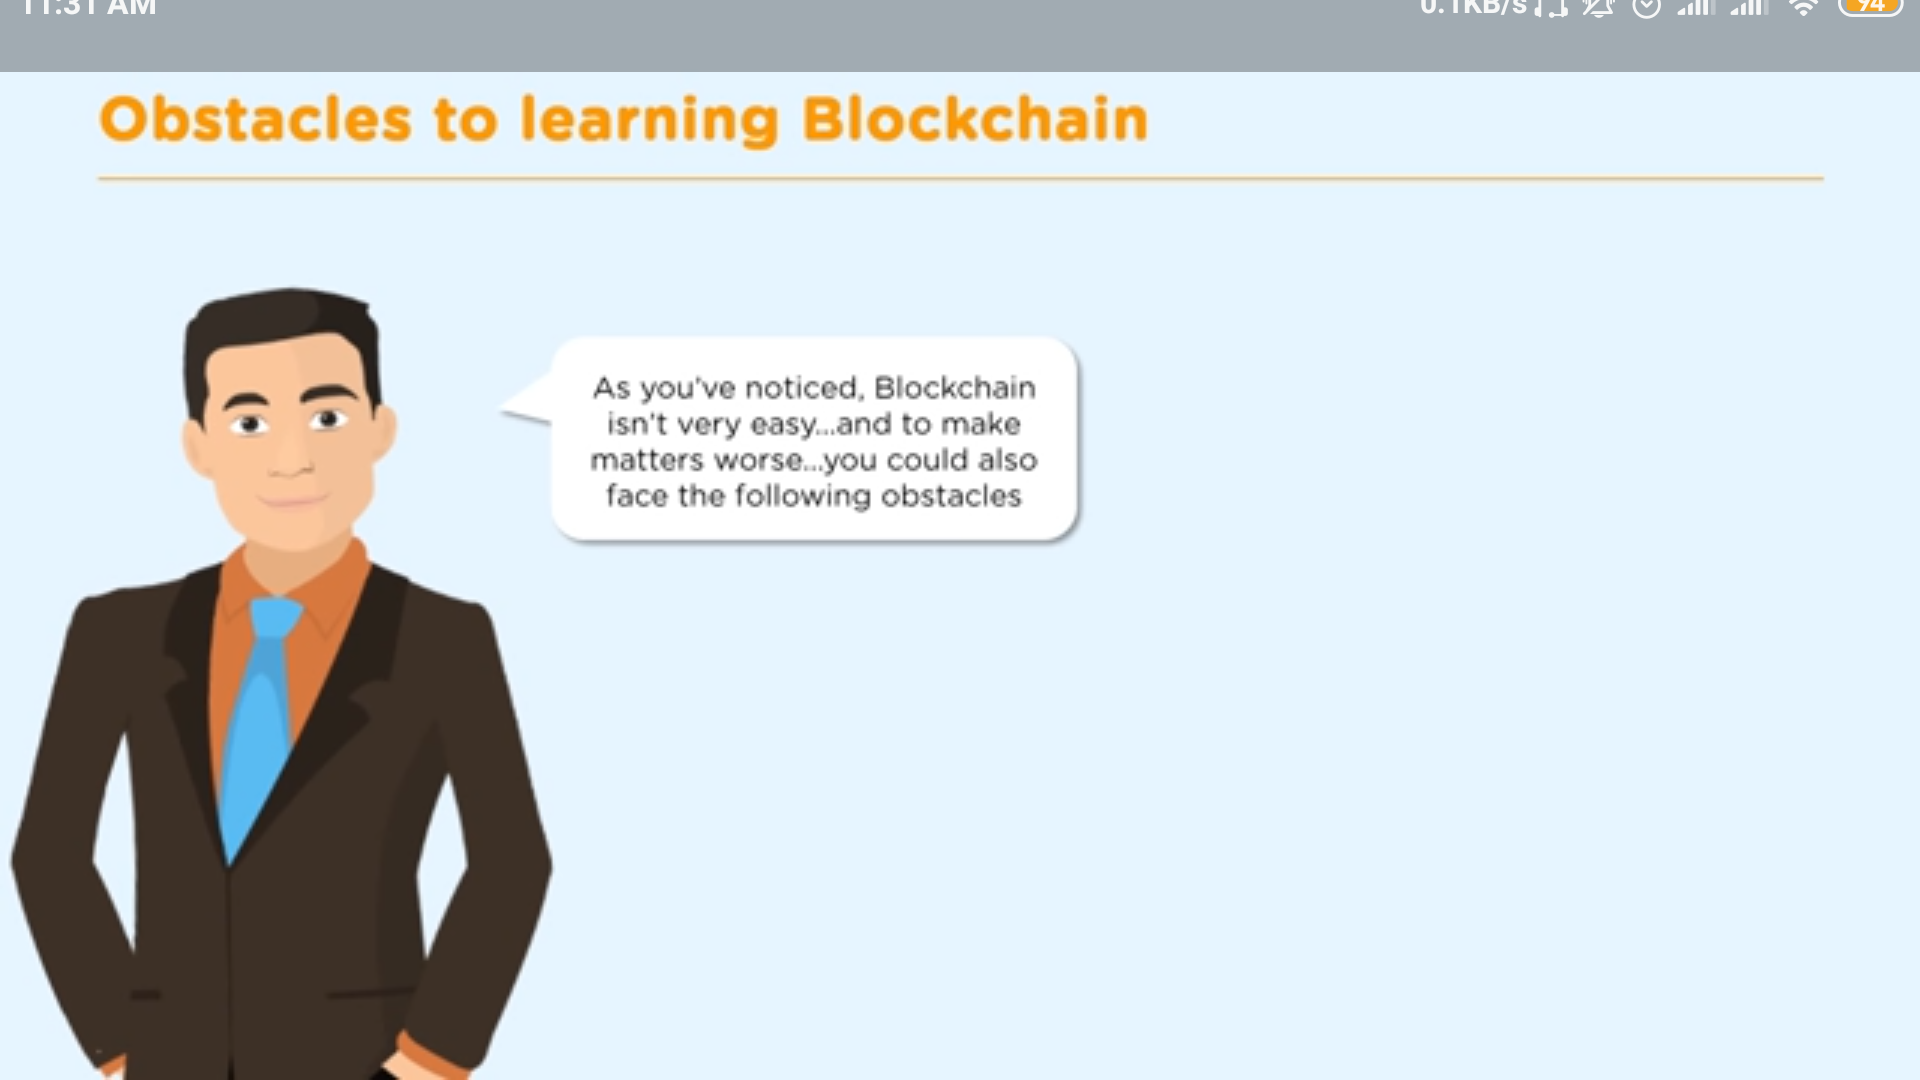 11:31 AM
0.1KB/s
94
Obstacles to learning Blockchain
As you've noticed, Blockchain
isn't very easy...and to make
matters worse...you could also
face the following obstacles